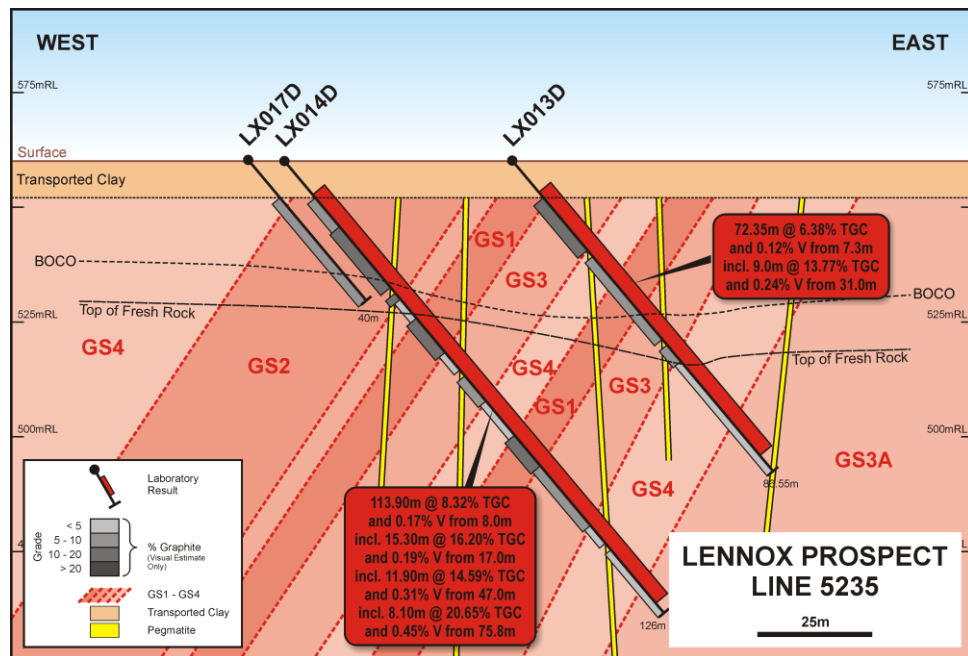 WEST
EAST
575mRL
575mRL
LX017D
LX014D
LX013D
Surface
Transported Clay
BOCO
Top of Fresh Rock
GS4
GS2
40m
GS1
GS3
GS4
GS1
GS3
GS4
GS3A
72.35m @ 6.38% TGC
and 0.12% V from 7.3m
incl. 9.0m @ 13.77% TGC
and 0.24% V from 31.0m
BOCO
525mRL
525mRL
Top of Fresh Rock
500mRL
500mRL
113.90m @ 8.32% TGC
and 0.17% V from 8.0m
incl. 15.30m @ 16.20% TGC
and 0.19% V from 17.0m
incl. 11.90m @ 14.59% TGC
and 0.31% V from 47.0m
incl. 8.10m @ 20.65% TGC
and 0.45% V from 75.8m
126m
Laboratory
Result
Grade
< 5
5 - 10
10 - 20
> 20
% Graphite
(Visual Estimate
Only)
GS1 - GS4
Transported Clay
Pegmatite
LENNOX PROSPECT
LINE 5235
25m